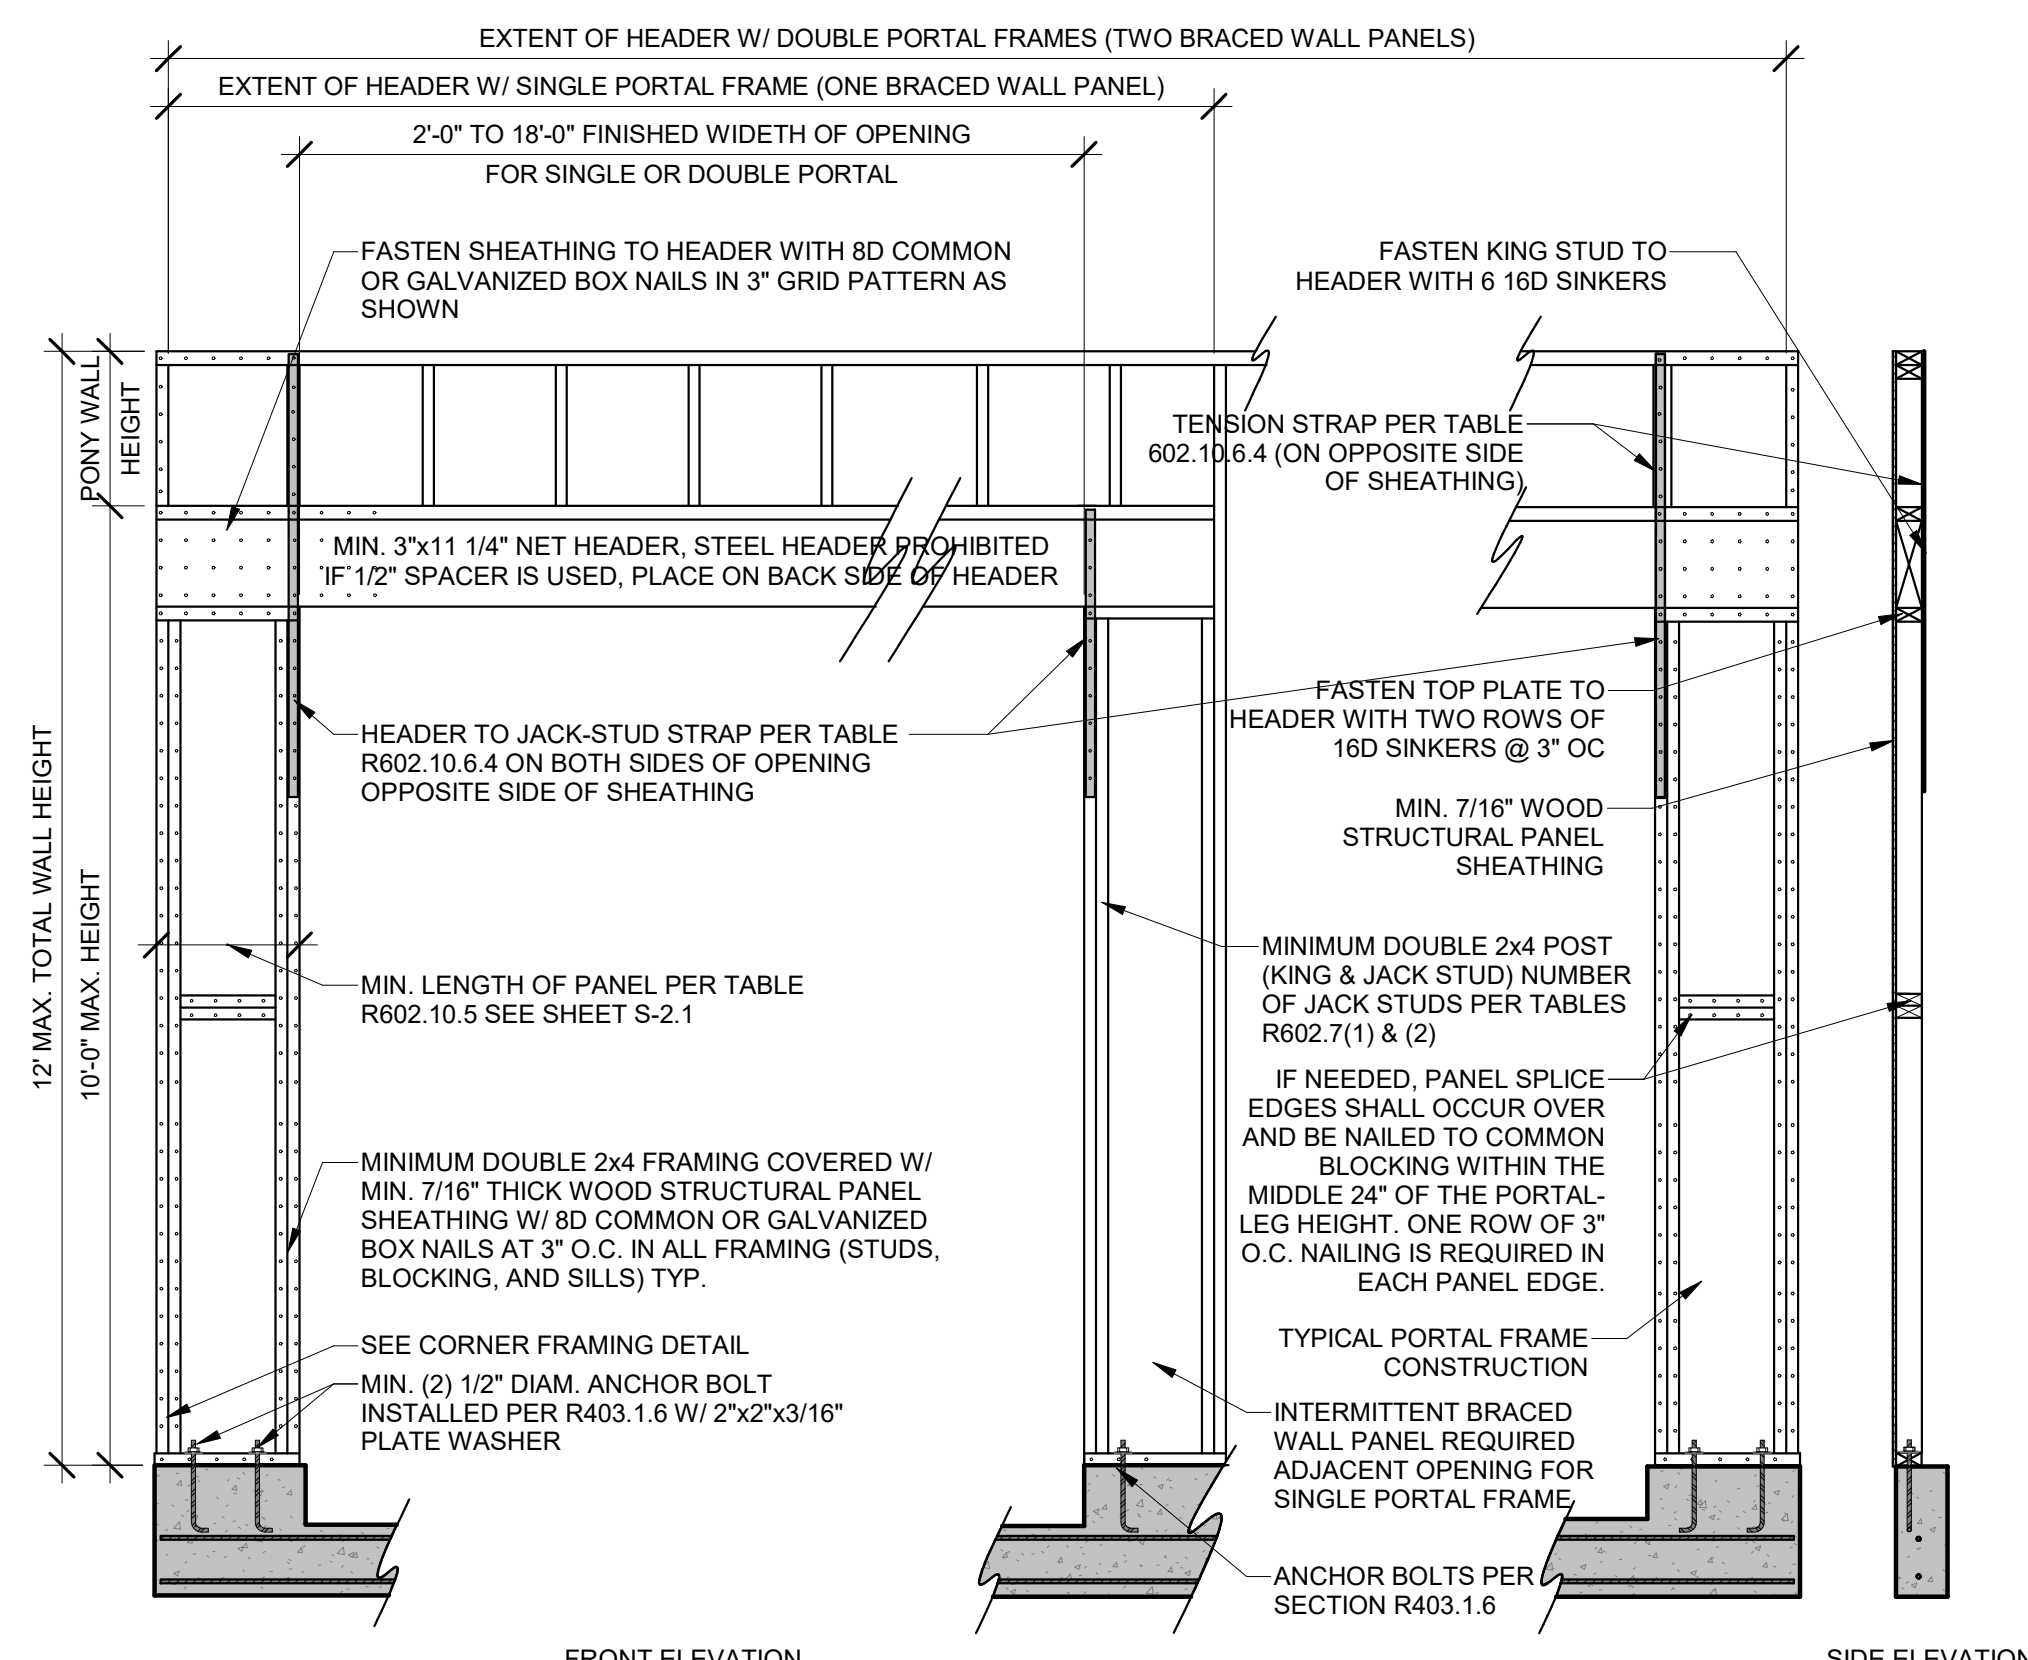 EXTENT OF HEADER W/ DOUBLE PORTAL FRAMES (TWO BRACED WALL PANELS)
EXTENT OF HEADER W/ SINGLE PORTAL FRAME (ONE BRACED WALL PANEL)
2'-0" TO 18'-0" FINISHED WIDETH OF OPENING
FOR SINGLE OR DOUBLE PORTAL
FASTEN SHEATHING TO HEADER WITH 8D COMMON
OR GALVANIZED BOX NAILS IN 3" GRID PATTERN AS
SHOWN
FASTEN KING STUD TO
HEADER WITH 6 16D SINKERS
PONY WALL
HEIGHT
TENSION STRAP PER TABLE
602.10.6.4 (ON OPPOSITE SIDE
OF SHEATHING)
MIN. 3"x11 1/4" NET HEADER, STEEL HEADER PROHIBITED
IF 1/2" SPACER IS USED, PLACE ON BACK SIDE OF HEADER
12' MAX. TOTAL WALL HEIGHT
10'-0" MAX. HEIGHT
HEADER TO JACK-STUD STRAP PER TABLE
R602.10.6.4 ON BOTH SIDES OF OPENING
OPPOSITE SIDE OF SHEATHING
FASTEN TOP PLATE TO
HEADER WITH TWO ROWS OF
16D SINKERS @ 3" OC
MIN. 7/16" WOOD
STRUCTURAL PANEL
SHEATHING
MIN. LENGTH OF PANEL PER TABLE
R602.10.5 SEE SHEET S-2.1
MINIMUM DOUBLE 2x4 POST
(KING & JACK STUD) NUMBER
OF JACK STUDS PER TABLES
R602.7(1) & (2)
IF NEEDED, PANEL SPLICE
EDGES SHALL OCCUR OVER
AND BE NAILED TO COMMON
BLOCKING WITHIN THE
MIDDLE 24" OF THE PORTAL-
LEG HEIGHT. ONE ROW OF 3"
O.C. NAILING IS REQUIRED IN
EACH PANEL EDGE.
MINIMUM DOUBLE 2x4 FRAMING COVERED W/
MIN. 7/16" THICK WOOD STRUCTURAL PANEL
SHEATHING W/ 8D COMMON OR GALVANIZED
BOX NAILS AT 3" O.C. IN ALL FRAMING (STUDS,
BLOCKING, AND SILLS) TYP.
SEE CORNER FRAMING DETAIL
MIN. (2) 1/2" DIAM. ANCHOR BOLT
INSTALLED PER R403.1.6 W/ 2"x2"x3/16"
PLATE WASHER
TYPICAL PORTAL FRAME
CONSTRUCTION
INTERMITTENT BRACED
WALL PANEL REQUIRED
ADJACENT OPENING FOR
SINGLE PORTAL FRAME
ANCHOR BOLTS PER
SECTION R403.1.6
FRONT ELEVATION
SIDE ELEVATION